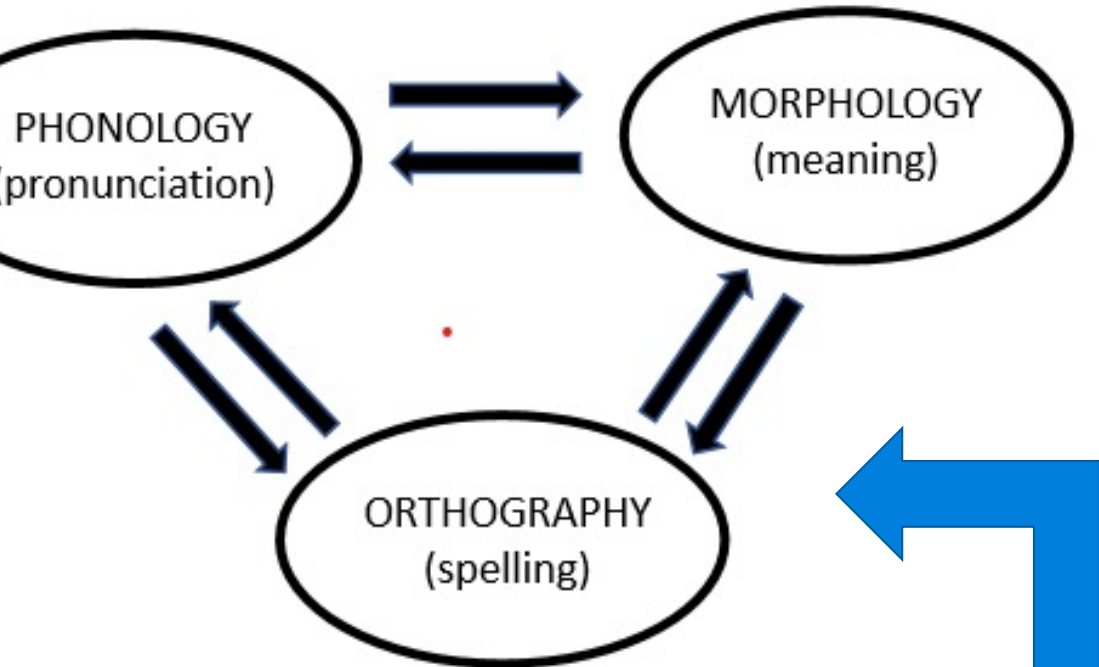 PHONOLOGY
(pronunciation)
MORPHOLOGY
(meaning)
ORTHOGRAPHY
(spelling)